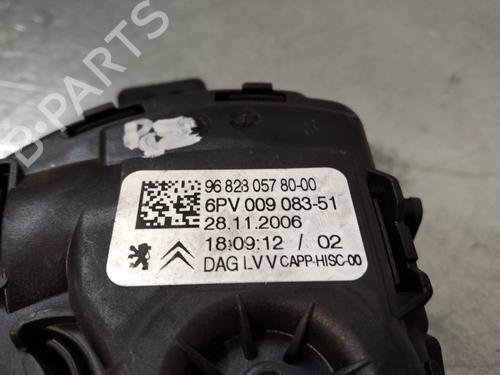 96 828 057 80-00
6PV 009 083-51
28.11.2006
18:09:12 / 02
DAG LV V CAPP-HISC-00
B-PARTS